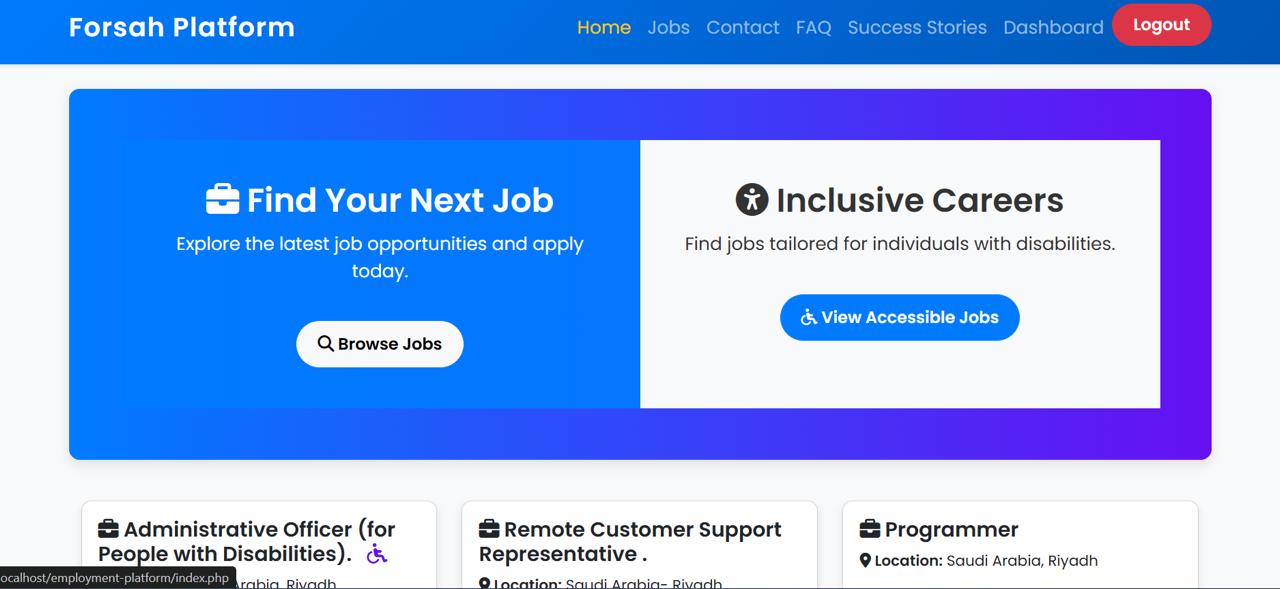 Forsah Platform
Home Jobs Contact FAQ Success Stories Dashboard Logout
Find Your Next Job
Explore the latest job opportunities and apply
today.
Browse Jobs
Inclusive Careers
Find jobs tailored for individuals with disabilities.
View Accessible Jobs
Administrative Officer (for
People with Disabilities).
Arabia, Riyadh
Remote Customer Support
Representative .
Location: Saudi Arabia- Riyadh
Programmer
Location: Saudi Arabia, Riyadh
ocalhost/employment-platform/index.php